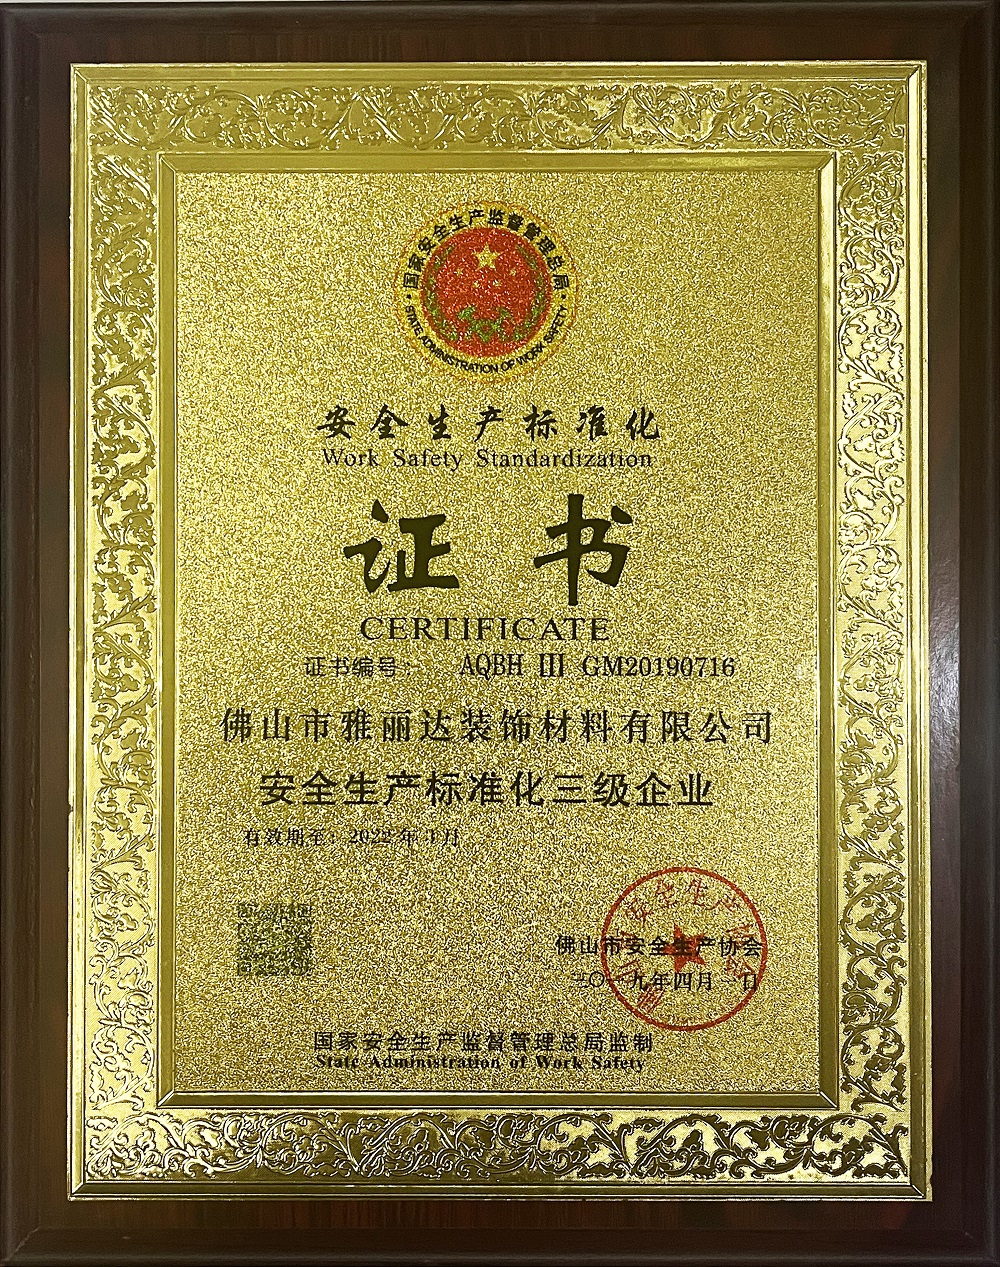 国家安全生产监督管理总局
STATE ADMINISTRATION OF WORK SAFETY
安全生产标准化
Work Safety Standardization
证书
CERTIFICATE
证书编号： AQBH III GM20190716
佛山市雅丽达装饰材料有限公司
安全生产标准化三级企业
有效期至：2022年 月
佛山市安全生产协会
二〇一九年四月一日
国家安全生产监督管理总局监制
State Administration of Work Safety